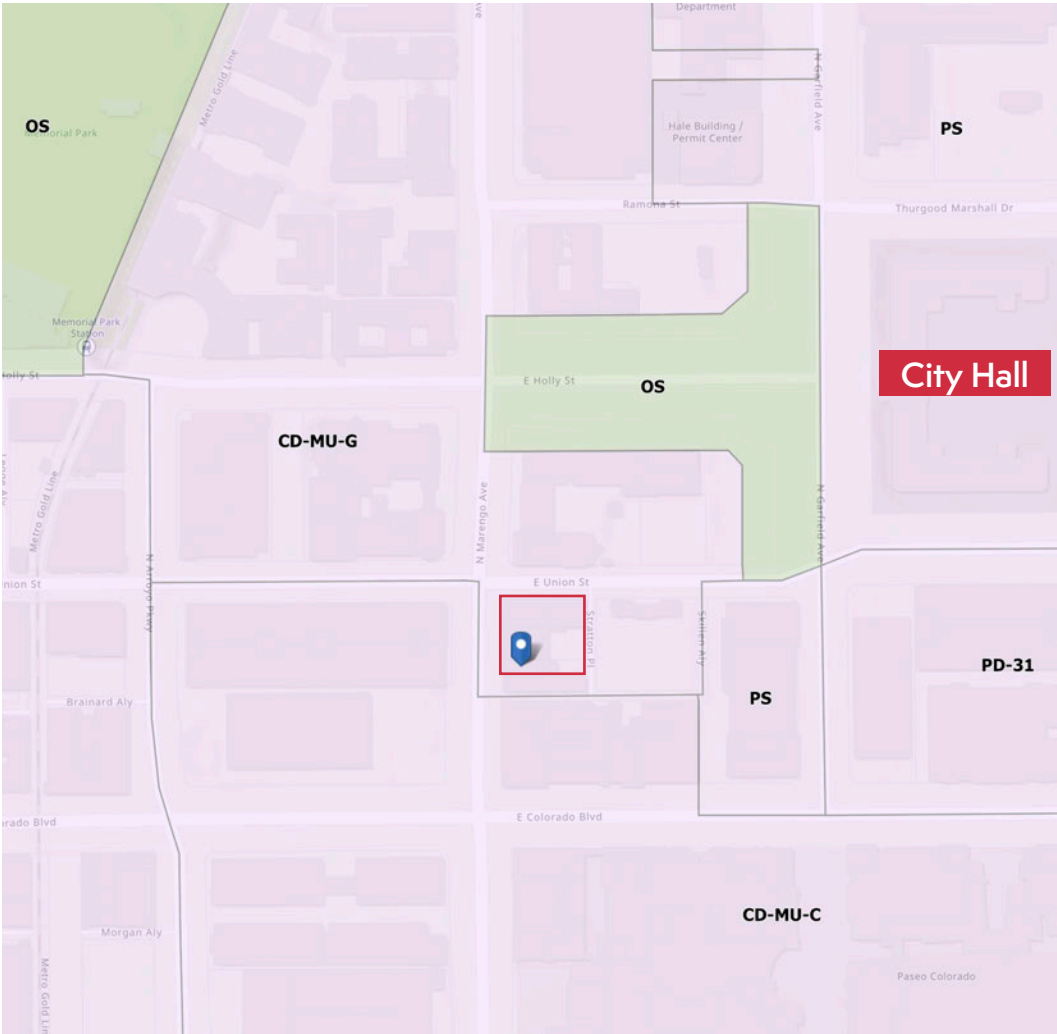 Department
Metro Gold Line
N Garfield Ave
OS
Memorial Park
Hale Building /
Permit Center
PS
Ramona St
Thurgood Marshall Dr
Memorial Park
Station
Holly St
E Holly St
OS
City Hall
CD-MU-G
Metro Gold Line
N Marengo Ave
N Garfield Ave
N Arroyo Pkwy
nion St
E Union St
Stratton Pl
Skillen Aly
PD-31
PS
Brainard Aly
orado Blvd
E Colorado Blvd
CD-MU-C
Morgan Aly
Paseo Colorado
Metro Gold Lin